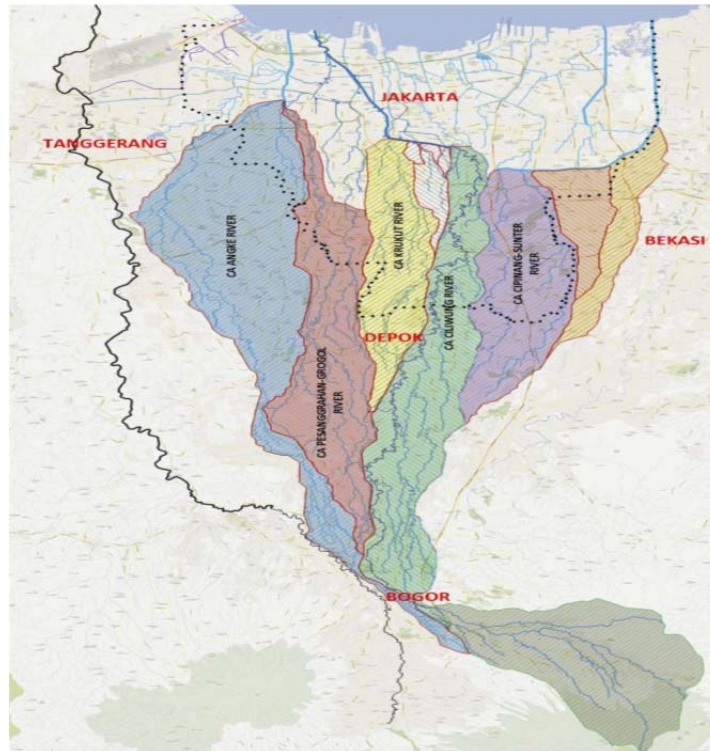 JAKARTA
TANGGERANG
BEKASI
DEPOK
BOGOR
CA ANGKE RIVER
CA PESANGGRAHAN-GROGOL
RIVER
CA KRUKUT RIVER
CA CILIWUNG RIVER
CA CIPINANG-SUNTER
RIVER